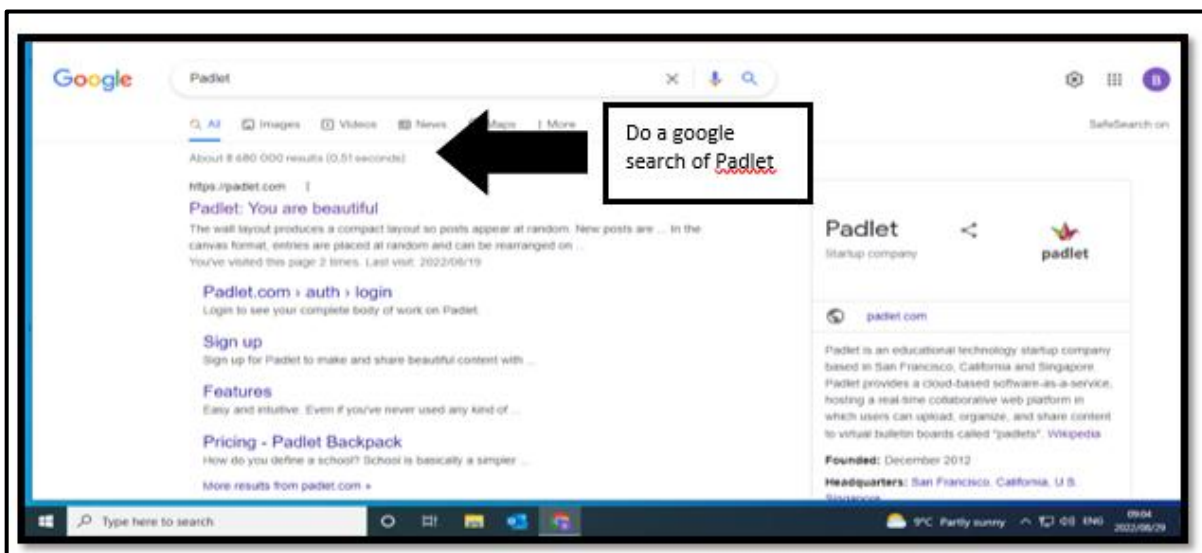 Google
Padlet
All Images Videos News Maps More
SafeSearch on
About 8 680 000 results (0,51 seconds)
Do a google
search of Padlet
https://padlet.com
Padlet: You are beautiful
The wall layout produces a compact layout so posts appear at random. New posts are ... In the
canvas format, entries are placed at random and can be rearranged on ...
You've visited this page 2 times. Last visit: 2022/06/19
Padlet.com › auth › login
Login to see your complete body of work on Padlet.
Sign up
Sign up for Padlet to make and share beautiful content with ...
Features
Easy and intuitive. Even if you've never used any kind of ...
Pricing - Padlet Backpack
How do you define a school? School is basically a simpler ...
More results from padlet.com »
Padlet
Startup company
padlet
padlet.com
Padlet is an educational technology startup company
based in San Francisco, California and Singapore.
Padlet provides a cloud-based software-as-a-service,
hosting a real-time collaborative web platform in
which users can upload, organize, and share content
to virtual bulletin boards called "padlets". Wikipedia
Founded: December 2012
Headquarters: San Francisco, California, U.S.
Singapore
Type here to search
9°C Partly sunny
ENG
09:04
2022/08/29
B